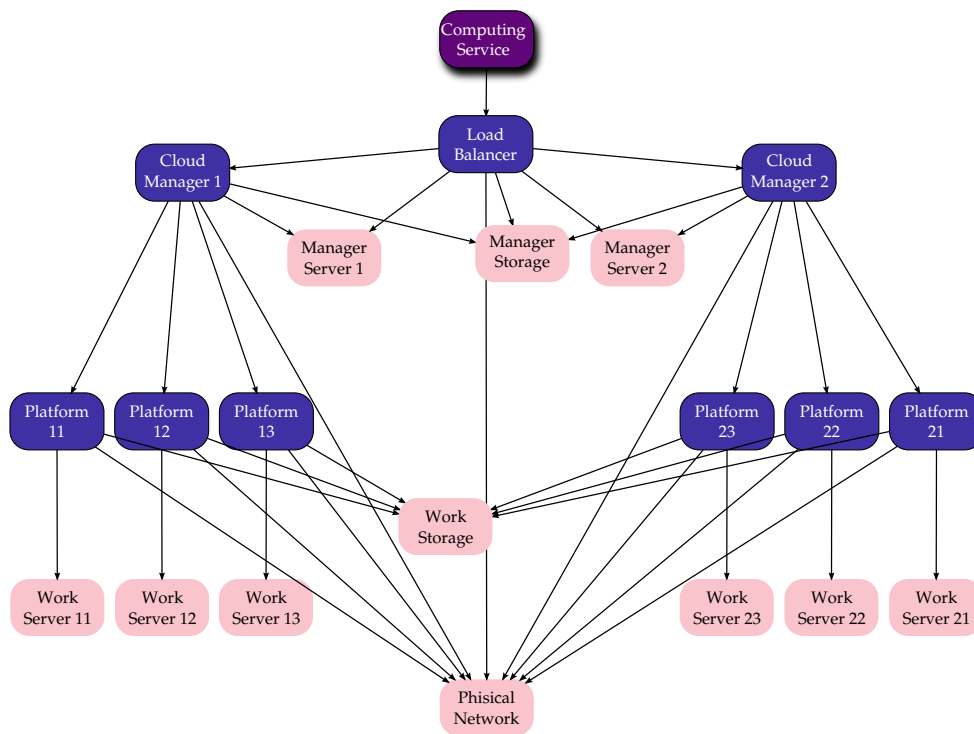 Computing
Service
Load
Balancer
Cloud
Manager 1
Cloud
Manager 2
Manager
Server 1
Manager
Storage
Manager
Server 2
Platform
11
Platform
12
Platform
13
Platform
23
Platform
22
Platform
21
Work
Storage
Work
Server 11
Work
Server 12
Work
Server 13
Work
Server 23
Work
Server 22
Work
Server 21
Phisical
Network